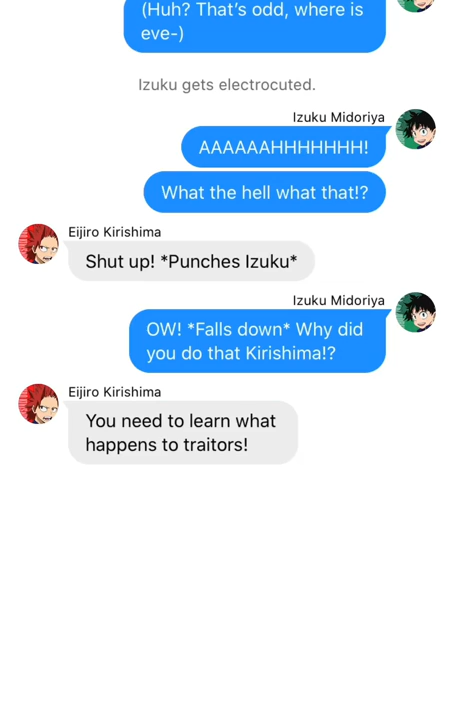 (Huh? That's odd, where is
eve-)
Izuku gets electrocuted.
Izuku Midoriya
AAAAAAHHHHHHH!
What the hell what that!?
Eijiro Kirishima
Shut up! *Punches Izuku*
Izuku Midoriya
OW! *Falls down* Why did
you do that Kirishima!?
Eijiro Kirishima
You need to learn what
happens to traitors!